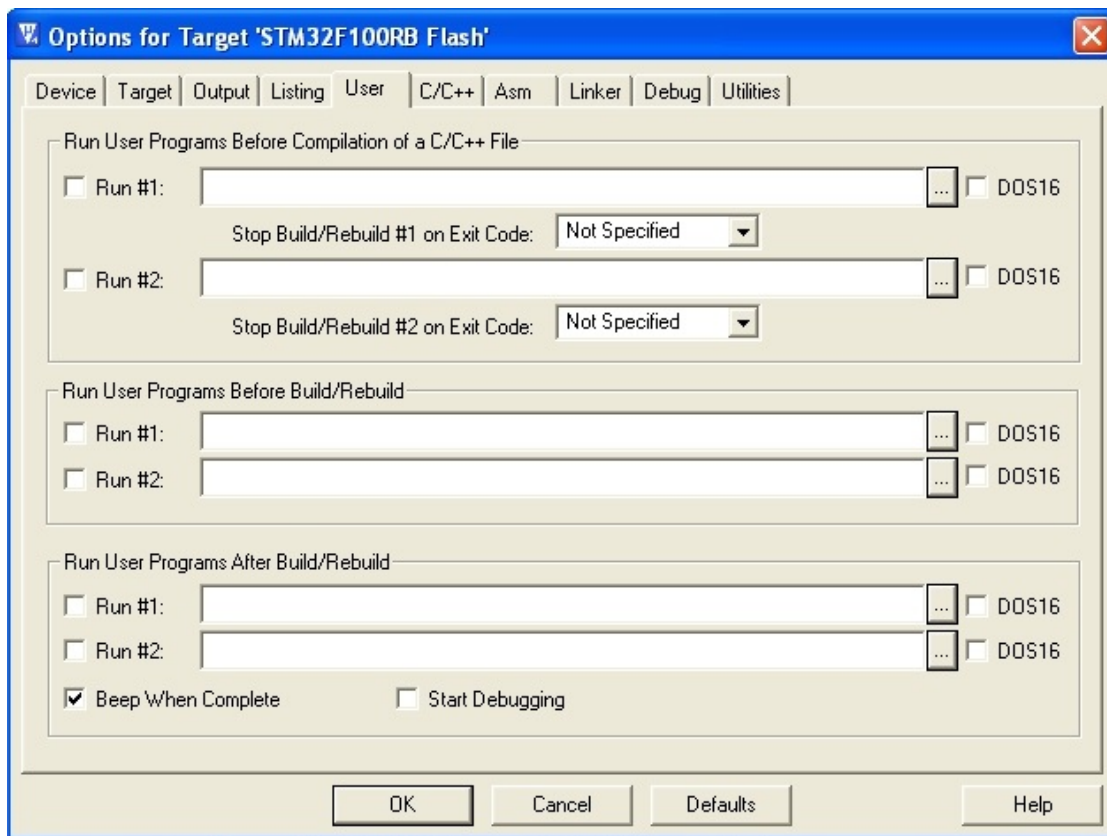 Options for Target 'STM32F100RB Flash'
Device Target Output Listing User C/C++ Asm Linker Debug Utilities
Run User Programs Before Compilation of a C/C++ File
Run #1: ... DOS16
Stop Build/Rebuild #1 on Exit Code: Not Specified
Run #2: ... DOS16
Stop Build/Rebuild #2 on Exit Code: Not Specified
Run User Programs Before Build/Rebuild
Run #1: ... DOS16
Run #2: ... DOS16
Run User Programs After Build/Rebuild
Run #1: ... DOS16
Run #2: ... DOS16
Beep When Complete Start Debugging
OK Cancel Defaults Help